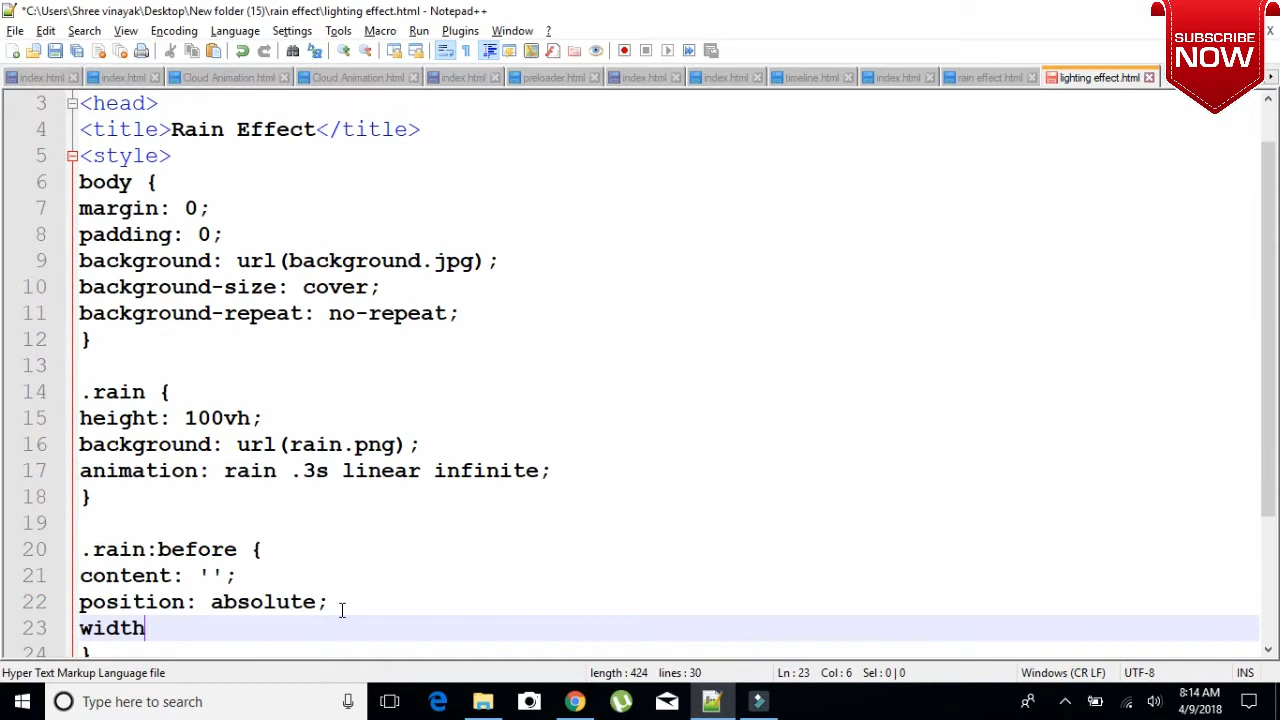 *C:\Users\Shree vinayak\Desktop\New folder (15)\rain effect\lighting effect.html - Notepad++
File Edit Search View Encoding Language Settings Tools Macro Run Plugins Window ?
X
SUBSCRIBE
NOW
index.html index.html Cloud Animation.html Cloud Animation.html index.html preloader.html index.html index.html timeline.html index.html rain effect.html lighting effect.html
3 <head>
4 <title>Rain Effect</title>
5 <style>
6 body {
7 margin: 0;
8 padding: 0;
9 background: url(background.jpg);
10 background-size: cover;
11 background-repeat: no-repeat;
12 }
13
14 .rain {
15 height: 100vh;
16 background: url(rain.png);
17 animation: rain .3s linear infinite;
18 }
19
20 .rain:before {
21 content: '';
22 position: absolute;
23 width
24 }
Hyper Text Markup Language file length : 424 lines : 30 Ln : 23 Col : 6 Sel : 0 | 0 Windows (CR LF) UTF-8 INS
Type here to search
8:14 AM
4/9/2018